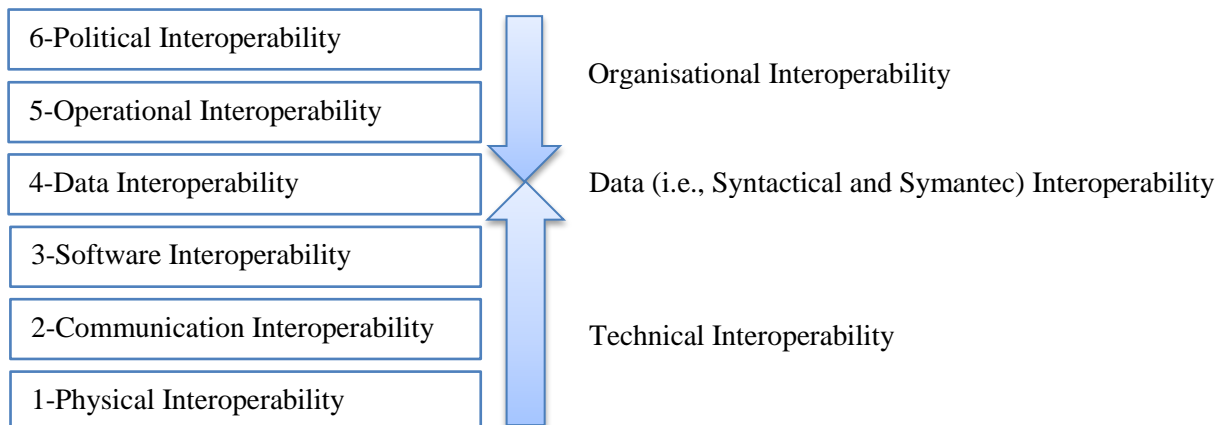 6-Political Interoperability
Organisational Interoperability
5-Operational Interoperability
4-Data Interoperability
Data (i.e., Syntactical and Symantec) Interoperability
3-Software Interoperability
2-Communication Interoperability
Technical Interoperability
1-Physical Interoperability